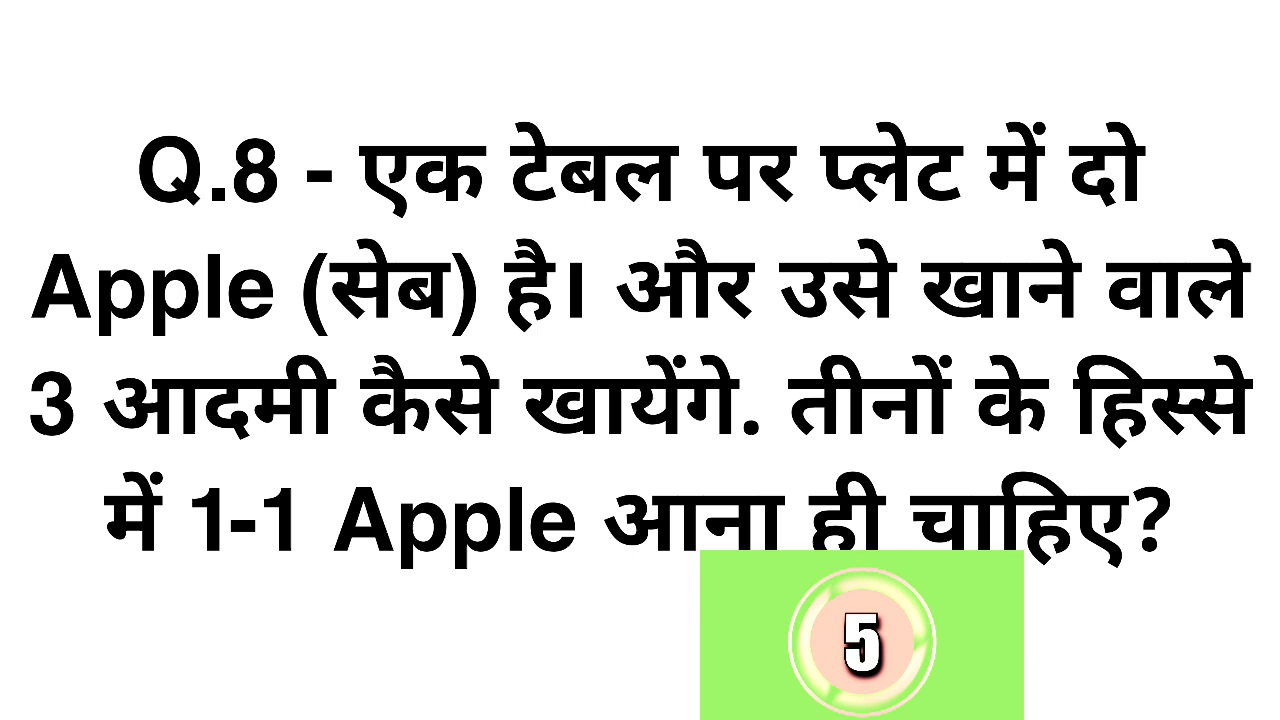 Q.8 - एक टेबल पर प्लेट में दो
Apple (सेब) है। और उसे खाने वाले
3 आदमी कैसे खायेंगे. तीनों के हिस्से
में 1-1 Apple आना ही चाहिए?
5